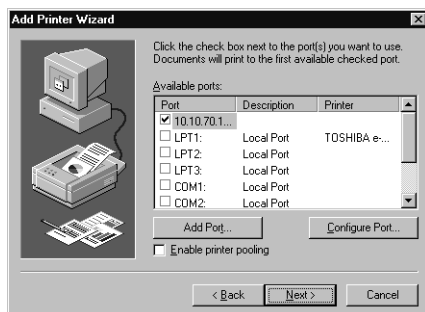 Add Printer Wizard
Click the check box next to the port(s) you want to use.
Documents will print to the first available checked port.
Available ports:
Port Description Printer
10.10.70.1...
LPT1: Local Port TOSHIBA e-...
LPT2: Local Port
LPT3: Local Port
COM1: Local Port
COM2: Local Port
Add Port... Configure Port...
Enable printer pooling
< Back Next > Cancel